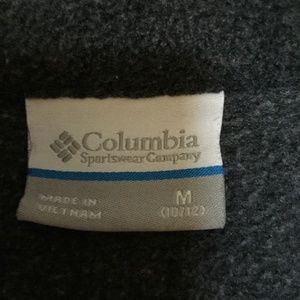 Columbia
Sportswear Company
MADE IN
VIETNAM
M
(10/12)